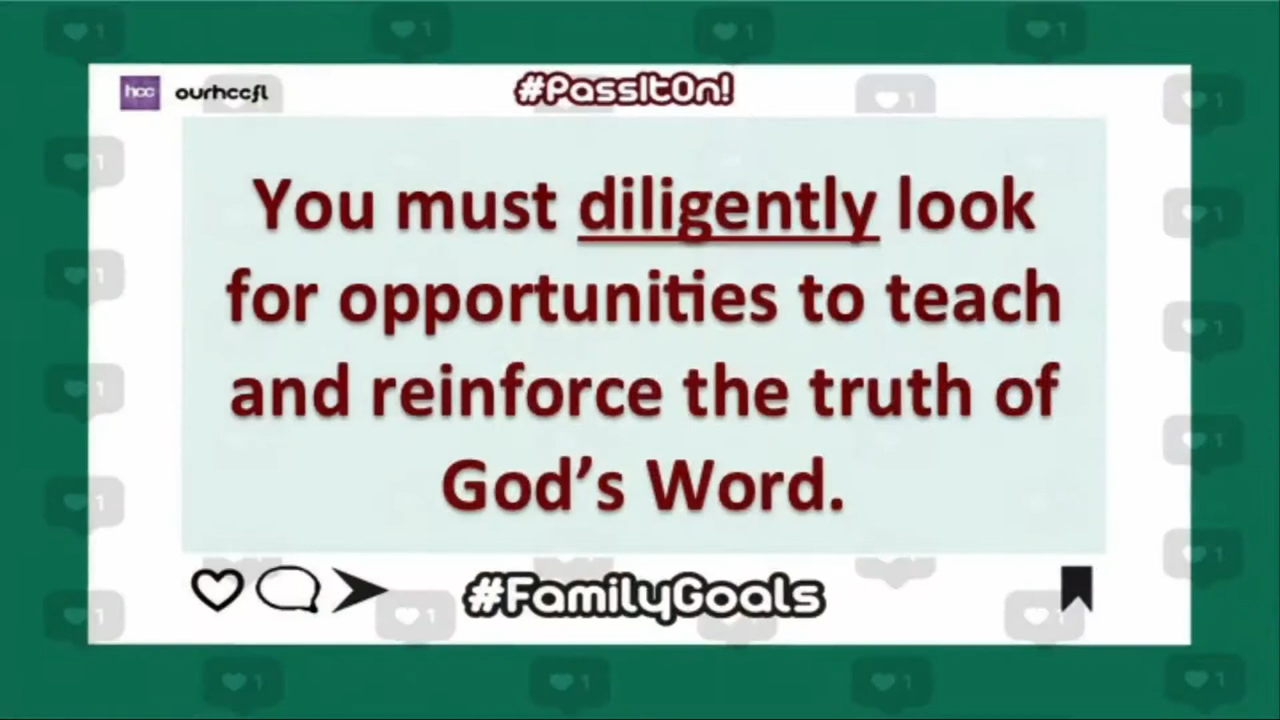 hcc ourhccfl
#PassItOn!
You must diligently look
for opportunities to teach
and reinforce the truth of
God's Word.
#FamilyGoals